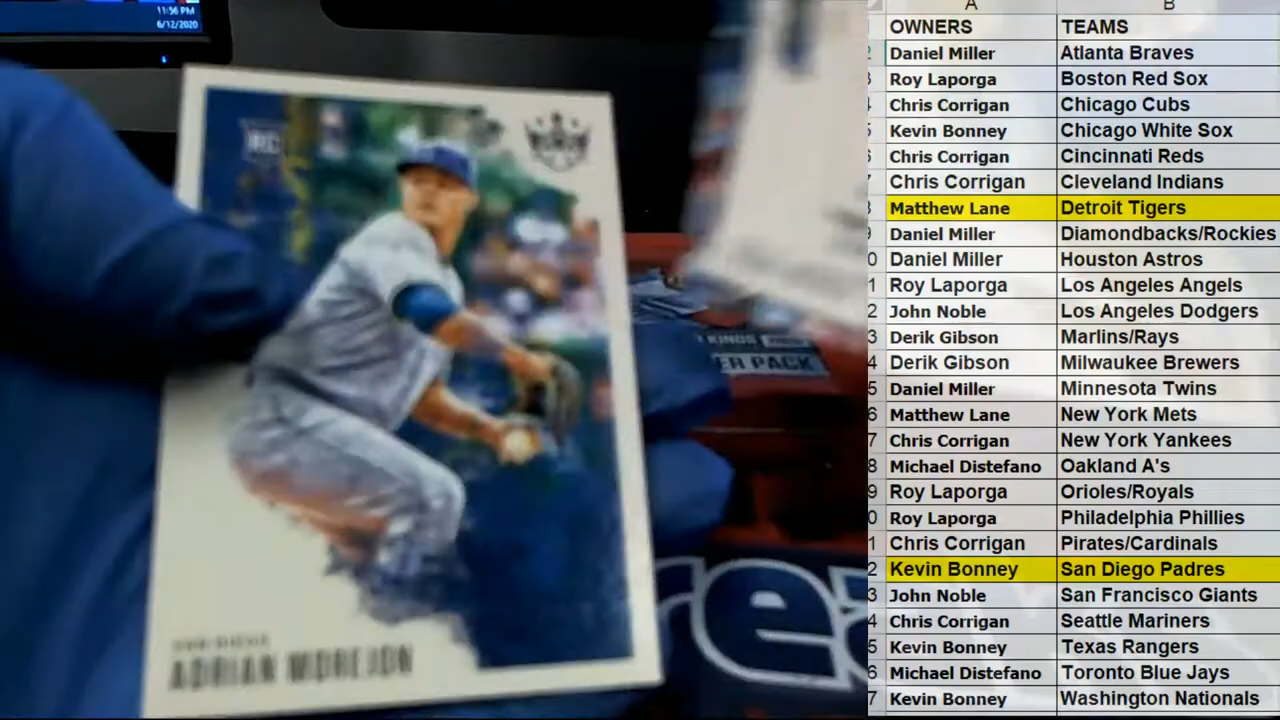 11:56 PM
6/12/2020
RC
SAN DIEGO
ADRIAN MOREJON
KINGS
ER PACK
rea
A B
OWNERS TEAMS
Daniel Miller Atlanta Braves
Roy Laporga Boston Red Sox
Chris Corrigan Chicago Cubs
Kevin Bonney Chicago White Sox
Chris Corrigan Cincinnati Reds
Chris Corrigan Cleveland Indians
Matthew Lane Detroit Tigers
Daniel Miller Diamondbacks/Rockies
Daniel Miller Houston Astros
Roy Laporga Los Angeles Angels
John Noble Los Angeles Dodgers
Derik Gibson Marlins/Rays
Derik Gibson Milwaukee Brewers
Daniel Miller Minnesota Twins
Matthew Lane New York Mets
Chris Corrigan New York Yankees
Michael Distefano Oakland A's
Roy Laporga Orioles/Royals
Roy Laporga Philadelphia Phillies
Chris Corrigan Pirates/Cardinals
Kevin Bonney San Diego Padres
John Noble San Francisco Giants
Chris Corrigan Seattle Mariners
Kevin Bonney Texas Rangers
Michael Distefano Toronto Blue Jays
Kevin Bonney Washington Nationals